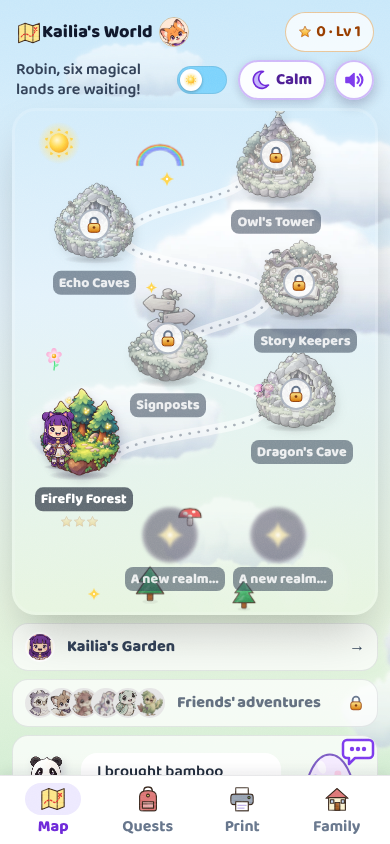 Kailia's World
0 · Lv 1
Robin, six magical
lands are waiting!
Calm
Owl's Tower
Echo Caves
Story Keepers
Signposts
Dragon's Cave
Firefly Forest
A new realm...
A new realm...
Kailia's Garden
→
Friends' adventures
I brought bamboo
Map
Quests
Print
Family